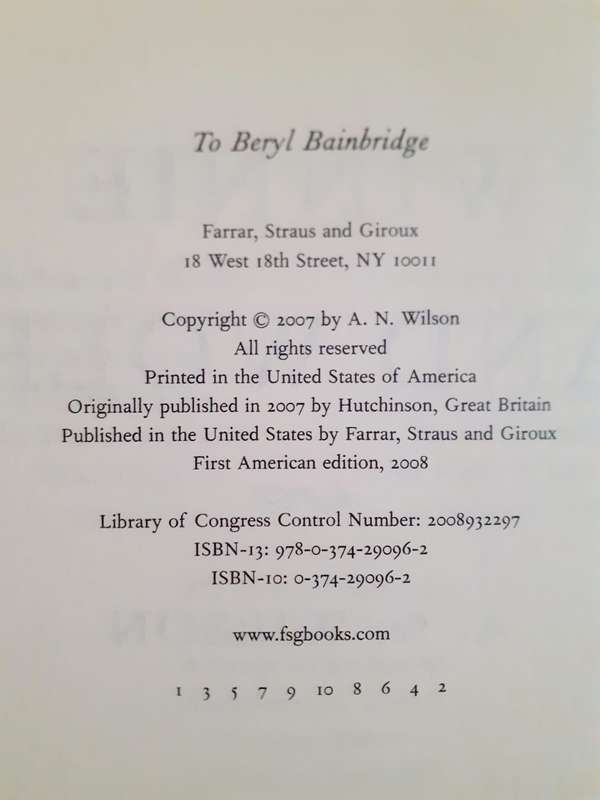 To Beryl Bainbridge
Farrar, Straus and Giroux
18 West 18th Street, NY 10011
Copyright © 2007 by A. N. Wilson
All rights reserved
Printed in the United States of America
Originally published in 2007 by Hutchinson, Great Britain
Published in the United States by Farrar, Straus and Giroux
First American edition, 2008
Library of Congress Control Number: 2008932297
ISBN-13: 978-0-374-29096-2
ISBN-10: 0-374-29096-2
www.fsgbooks.com
1 3 5 7 9 10 8 6 4 2